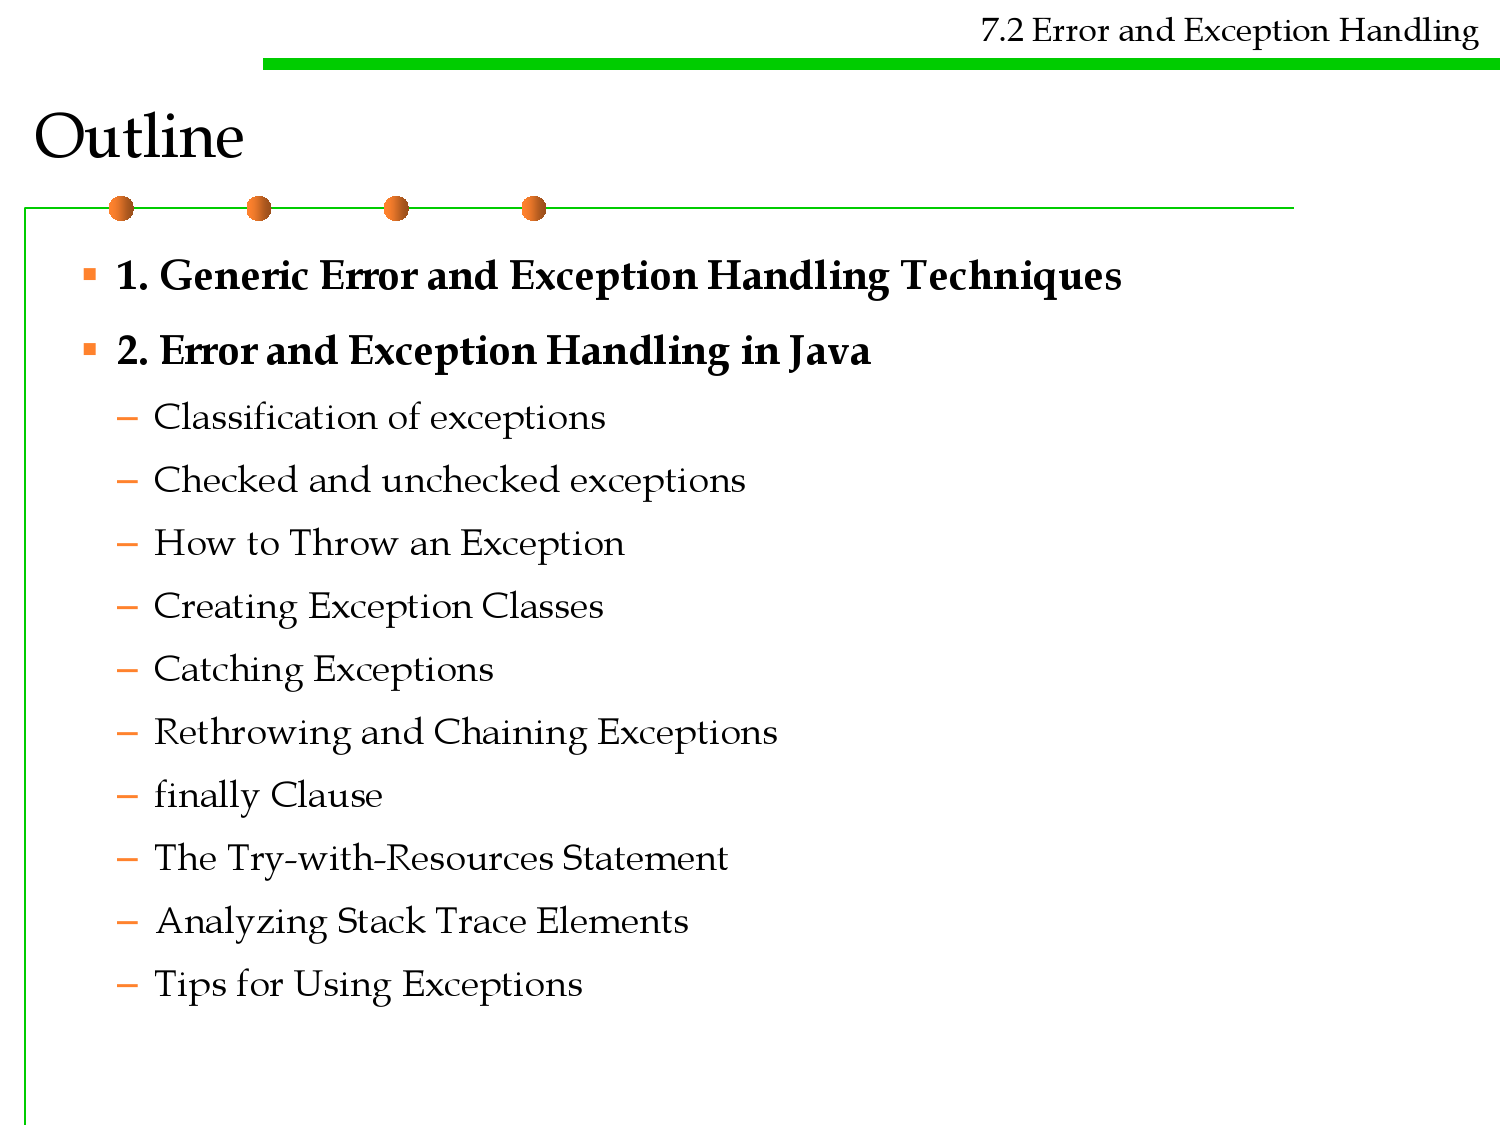 7.2 Error and Exception Handling
Outline
▪ 1. Generic Error and Exception Handling Techniques
▪ 2. Error and Exception Handling in Java
– Classification of exceptions
– Checked and unchecked exceptions
– How to Throw an Exception
– Creating Exception Classes
– Catching Exceptions
– Rethrowing and Chaining Exceptions
– finally Clause
– The Try-with-Resources Statement
– Analyzing Stack Trace Elements
– Tips for Using Exceptions